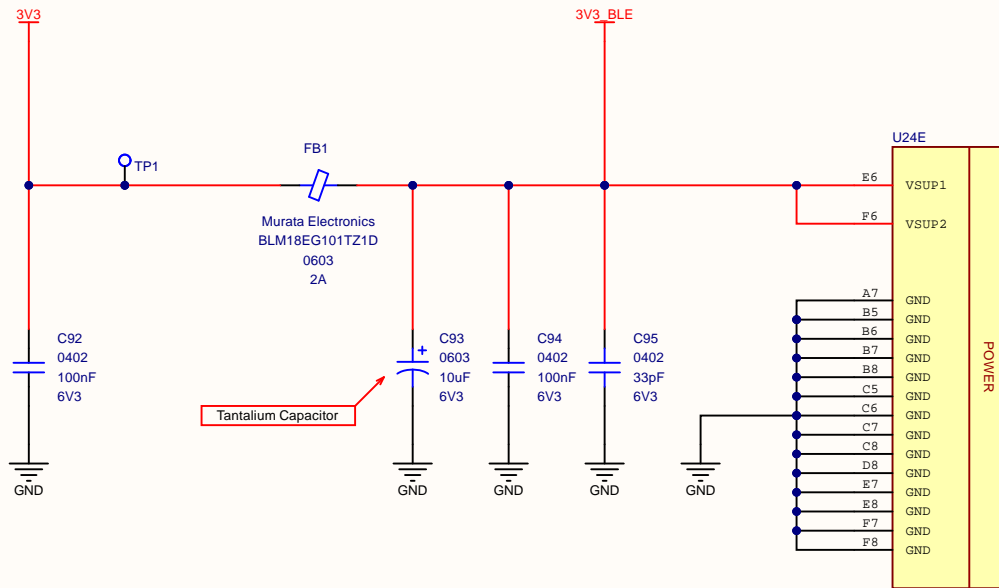 3V3
3V3_BLE
U24E
TP1
FB1
Murata Electronics
BLM18EG101TZ1D
0603
2A
E6 VSUP1
F6 VSUP2
A7 GND
B5 GND
B6 GND
B7 GND
B8 GND
C5 GND
C6 GND
C7 GND
C8 GND
D8 GND
E7 GND
E8 GND
F7 GND
F8 GND
POWER
C92
0402
100nF
6V3
C93
0603
10uF
6V3
C94
0402
100nF
6V3
C95
0402
33pF
6V3
+
Tantalium Capacitor
GND
GND
GND
GND
GND